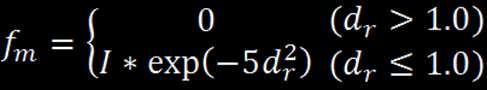 f_m = { 0 (d_r > 1.0)
I * exp(−5d_r^2) (d_r ≤ 1.0)